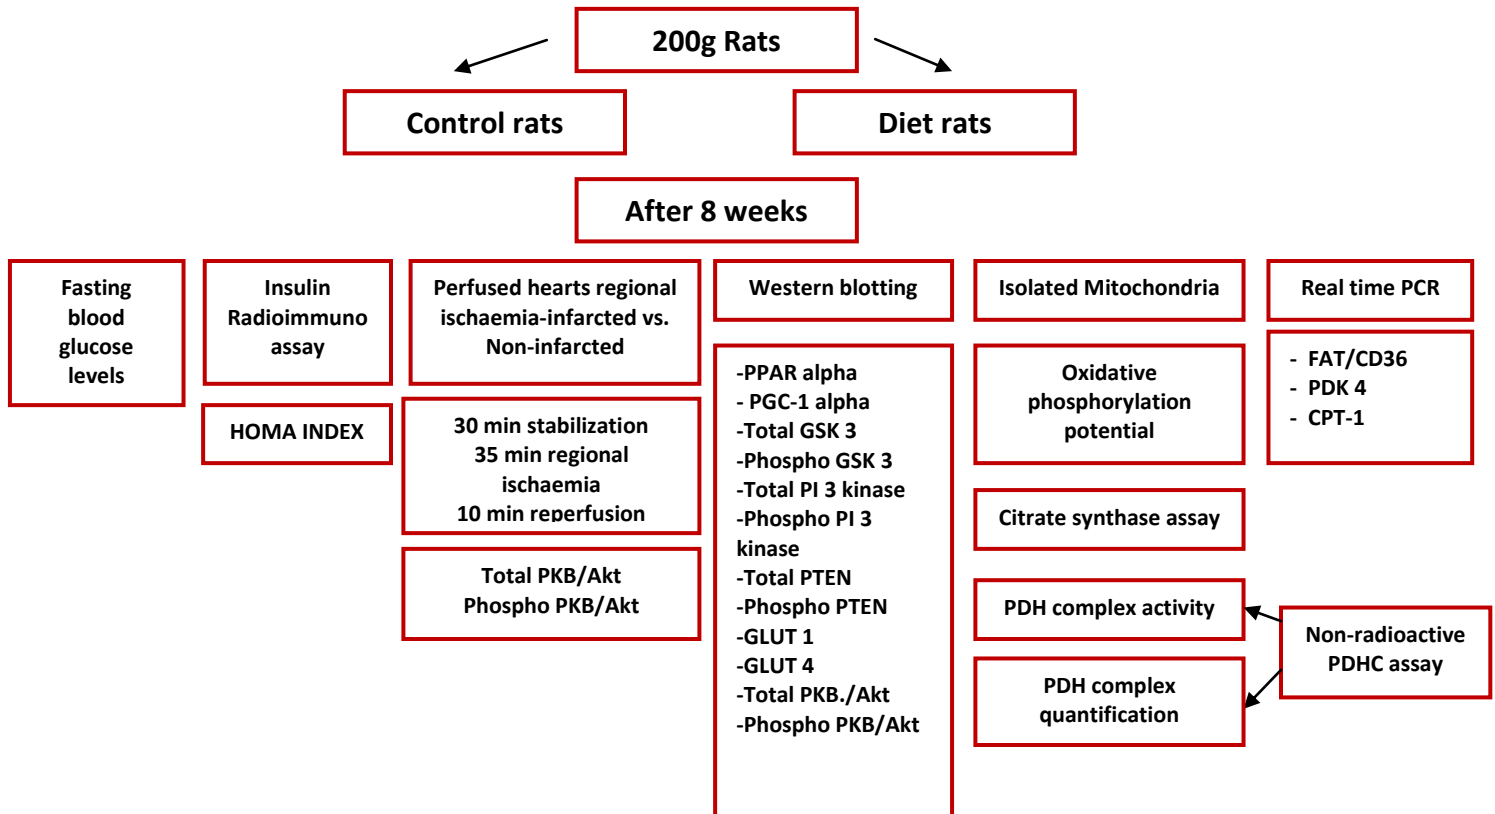 200g Rats
Control rats
Diet rats
After 8 weeks
Fasting
blood
glucose
levels
Insulin
Radioimmuno
assay
HOMA INDEX
Perfused hearts regional
ischaemia-infarcted vs.
Non-infarcted
30 min stabilization
35 min regional
ischaemia
10 min reperfusion
Total PKB/Akt
Phospho PKB/Akt
Western blotting
-PPAR alpha
- PGC-1 alpha
-Total GSK 3
-Phospho GSK 3
-Total PI 3 kinase
-Phospho PI 3
kinase
-Total PTEN
-Phospho PTEN
-GLUT 1
-GLUT 4
-Total PKB./Akt
-Phospho PKB/Akt
Isolated Mitochondria
Oxidative
phosphorylation
potential
Citrate synthase assay
PDH complex activity
PDH complex
quantification
Real time PCR
- FAT/CD36
- PDK 4
- CPT-1
Non-radioactive
PDHC assay